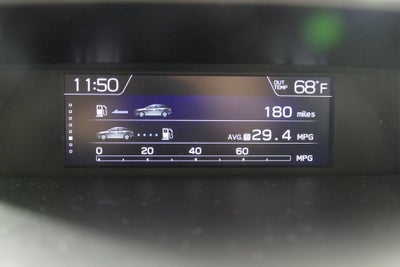 11:50 OUT TEMP 68°F
180 miles
AVG. B 29.4 MPG
0 20 40 60 MPG